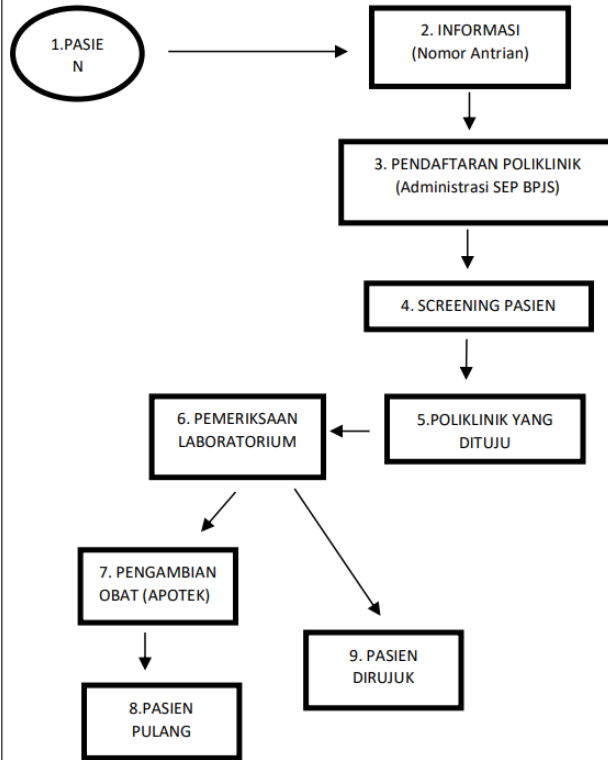 1.PASIE
N
2. INFORMASI
(Nomor Antrian)
3. PENDAFTARAN POLIKLINIK
(Administrasi SEP BPJS)
4. SCREENING PASIEN
5.POLIKLINIK YANG
DITUJU
6. PEMERIKSAAN
LABORATORIUM
7. PENGAMBIAN
OBAT (APOTEK)
8.PASIEN
PULANG
9. PASIEN
DIRUJUK